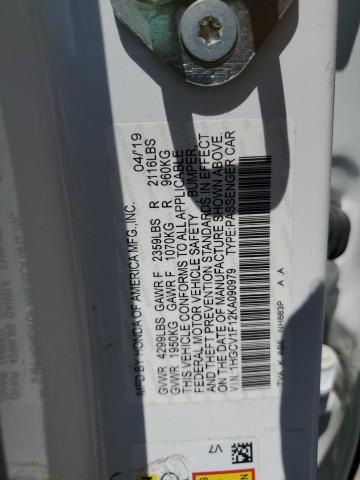 MFD BY HONDA OF AMERICA MFG.,INC. 04/19
GVWR 4299LBS GAWR F 2359LBS R 2116LBS
GVWR 1950KG GAWR F 1070KG R 960KG
THIS VEHICLE CONFORMS TO ALL APPLICABLE
FEDERAL MOTOR VEHICLE SAFETY, BUMPER,
AND THEFT PREVENTION STANDARDS IN EFFECT
ON THE DATE OF MANUFACTURE SHOWN ABOVE.
V.I.N.:1HGCV1F12KA090979 TYPE:PASSENGER CAR
NH883P A A
V7